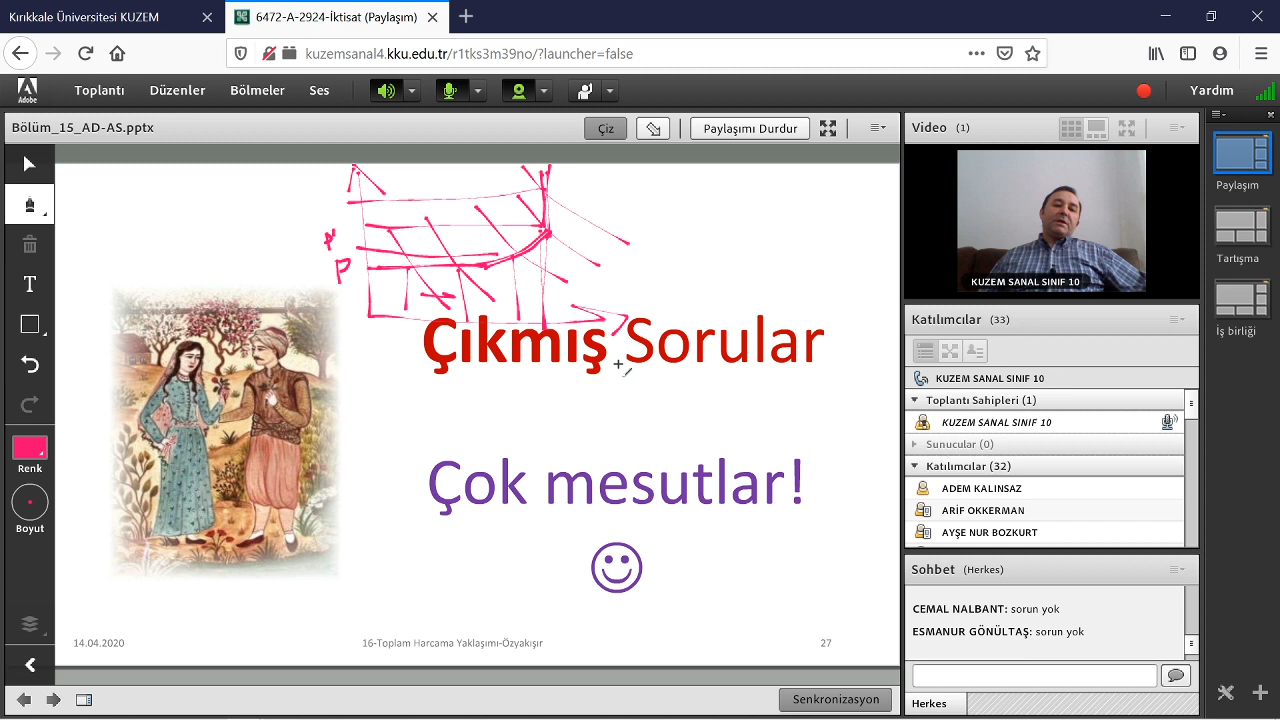 Kırıkkale Üniversitesi KUZEM
6472-A-2924-İktisat (Paylaşım)
kuzemsanal4.kku.edu.tr/r1tks3m39no/?launcher=false
Adobe
Toplantı
Düzenler
Bölmeler
Ses
Yardım
Bölüm_15_AD-AS.pptx
Çiz
Paylaşımı Durdur
T
Renk
Boyut
P
Çıkmış Sorular
Çok mesutlar!
14.04.2020
16-Toplam Harcama Yaklaşımı-Özyakışır
27
Senkronizasyon
Video (1)
KUZEM SANAL SINIF 10
Katılımcılar (33)
KUZEM SANAL SINIF 10
Toplantı Sahipleri (1)
KUZEM SANAL SINIF 10
Sunucular (0)
Katılımcılar (32)
ADEM KALINSAZ
ARİF OKKERMAN
AYŞE NUR BOZKURT
Sohbet (Herkes)
CEMAL NALBANT: sorun yok
ESMANUR GÖNÜLTAŞ: sorun yok
Herkes
Paylaşım
Tartışma
İş birliği